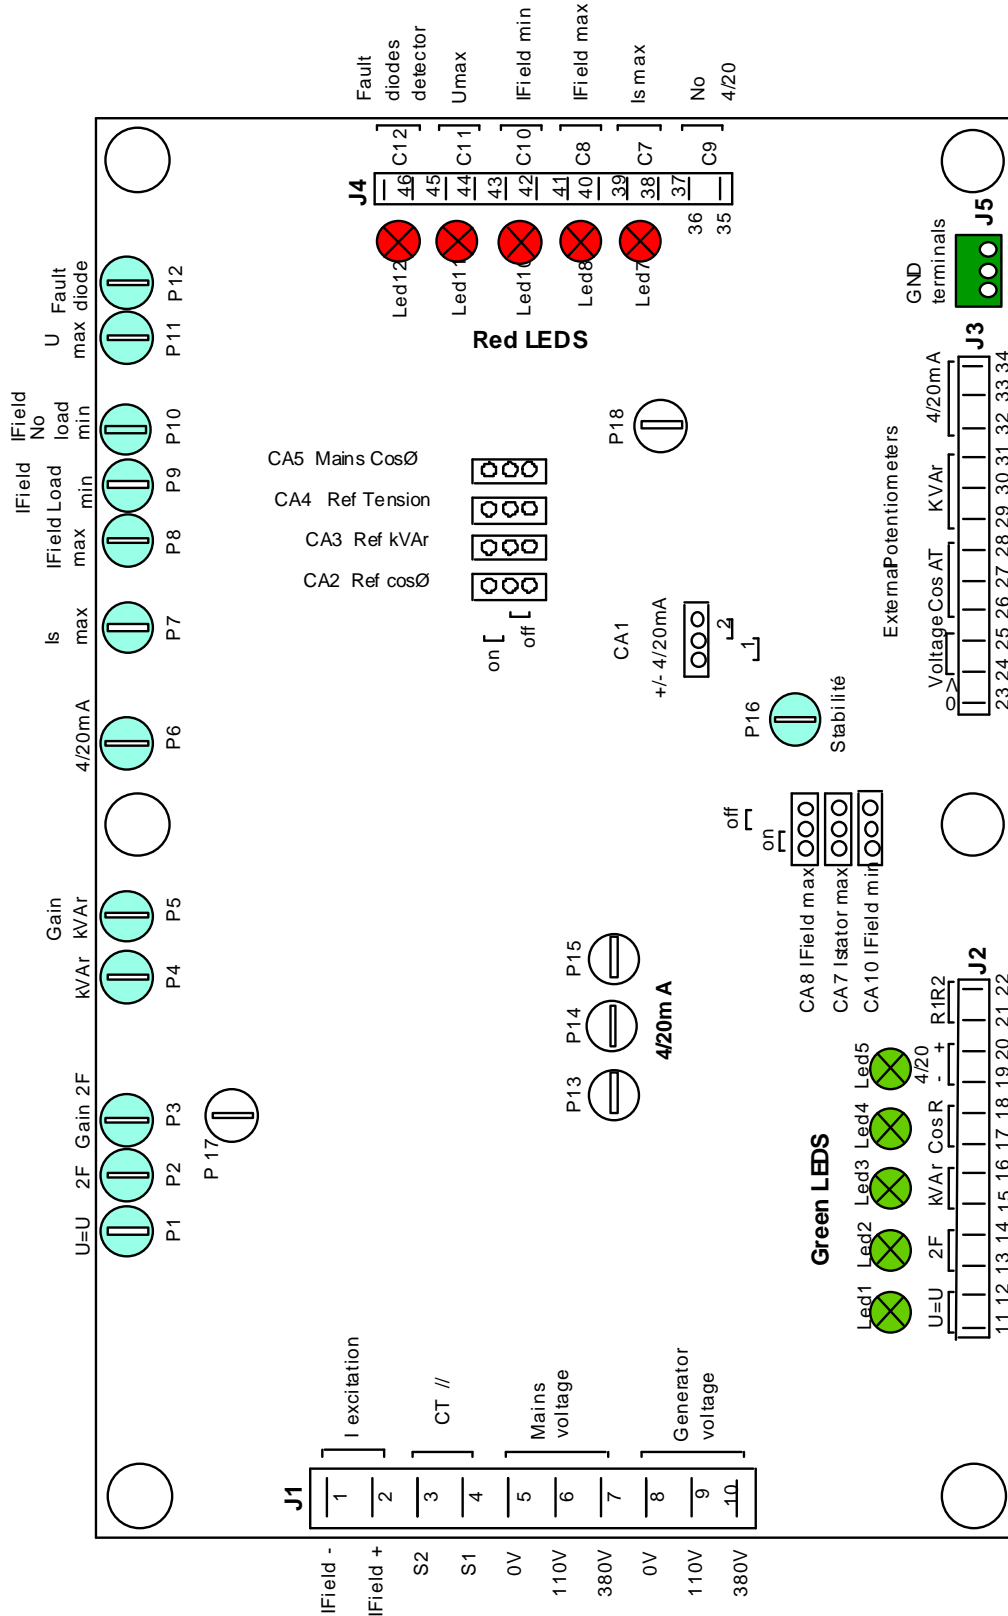 Fault
diodes
detector
Umax
IField min
IField max
Is max
No
4/20
J4
C12
C11
C10
C8
C7
C9
46
45
44
43
42
41
40
39
38
37
36
35
Led12
Led11
Led10
Led8
Led7
Red LEDS
J5
GND
terminals
Fault
diode
P12
U
max
P11
IField
No
load
min
P10
IField
Load
min
P9
IField
max
P8
Is
max
P7
4/20mA
P6
Gain
kVAr
P5
kVAr
P4
Gain 2F
P3
2F
P2
U=U
P1
P 17
CA5 Mains CosØ
CA4 Ref Tension
CA3 Ref kVAr
CA2 Ref cosØ
on
off
P18
CA1
+/- 4/20mA
1
2
P16
Stabilité
J3
External Potentiometers
0V
Voltage
Cos AT
KVAr
4/20mA
23 24 25 26 27 28 29 30 31 32 33 34
off
on
CA8 IField max
CA7 Istator max
CA10 IField min
P15
P14
P13
4/20m A
Green LEDS
Led1
Led2
Led3
Led4
Led5
J2
U=U
2F
kVAr
CosR
4/20
- +
R1R2
11 12 13 14 15 16 17 18 19 20 21 22
J1
I excitation
CT //
Mains
voltage
Generator
voltage
1
2
3
4
5
6
7
8
9
10
IField -
IField +
S2
S1
0V
110V
380V
0V
110V
380V